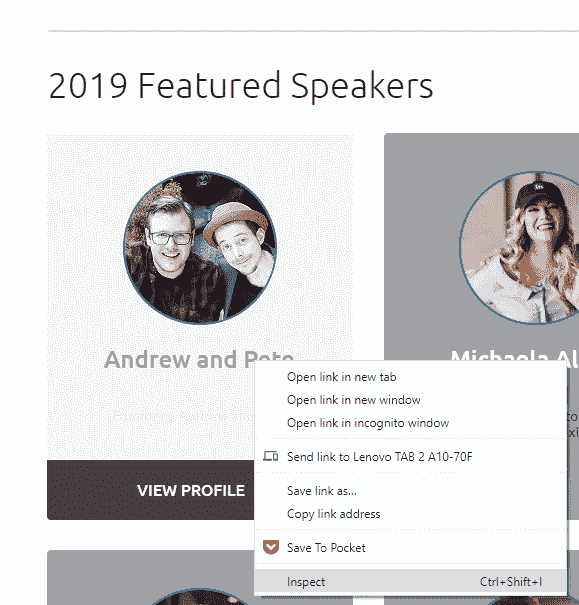 2019 Featured Speakers
Andrew and Pete
Michaela Al
Open link in new tab
Open link in new window
Open link in incognito window
Send link to Lenovo TAB 2 A10-70F
Save link as...
VIEW PROFILE
Copy link address
Save To Pocket
Inspect Ctrl+Shift+I